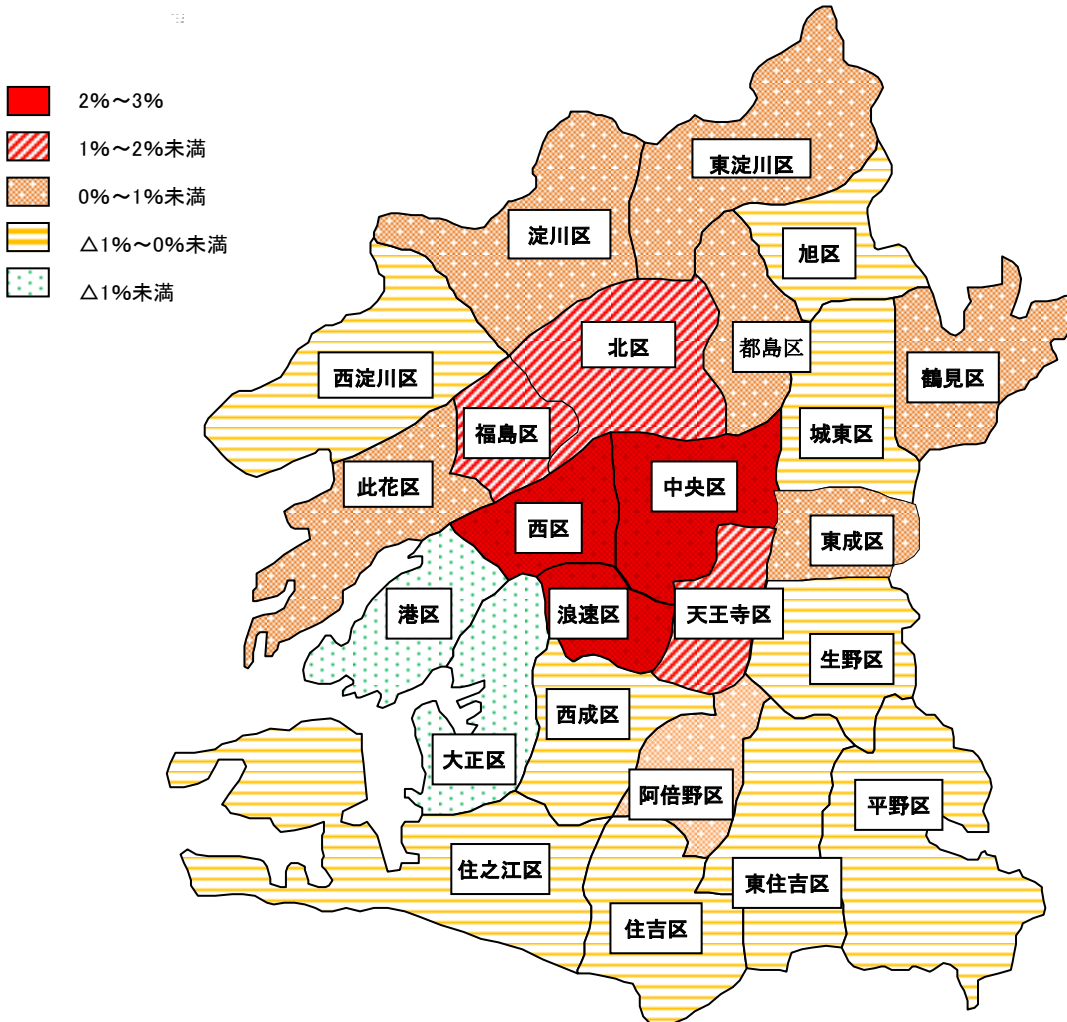 2%～3%
1%～2%未満
0%～1%未満
△1%～0%未満
△1%未満
東淀川区
淀川区
旭区
北区
都島区
西淀川区
鶴見区
福島区
城東区
此花区
中央区
西区
東成区
港区
浪速区
天王寺区
生野区
西成区
大正区
阿倍野区
平野区
住之江区
東住吉区
住吉区